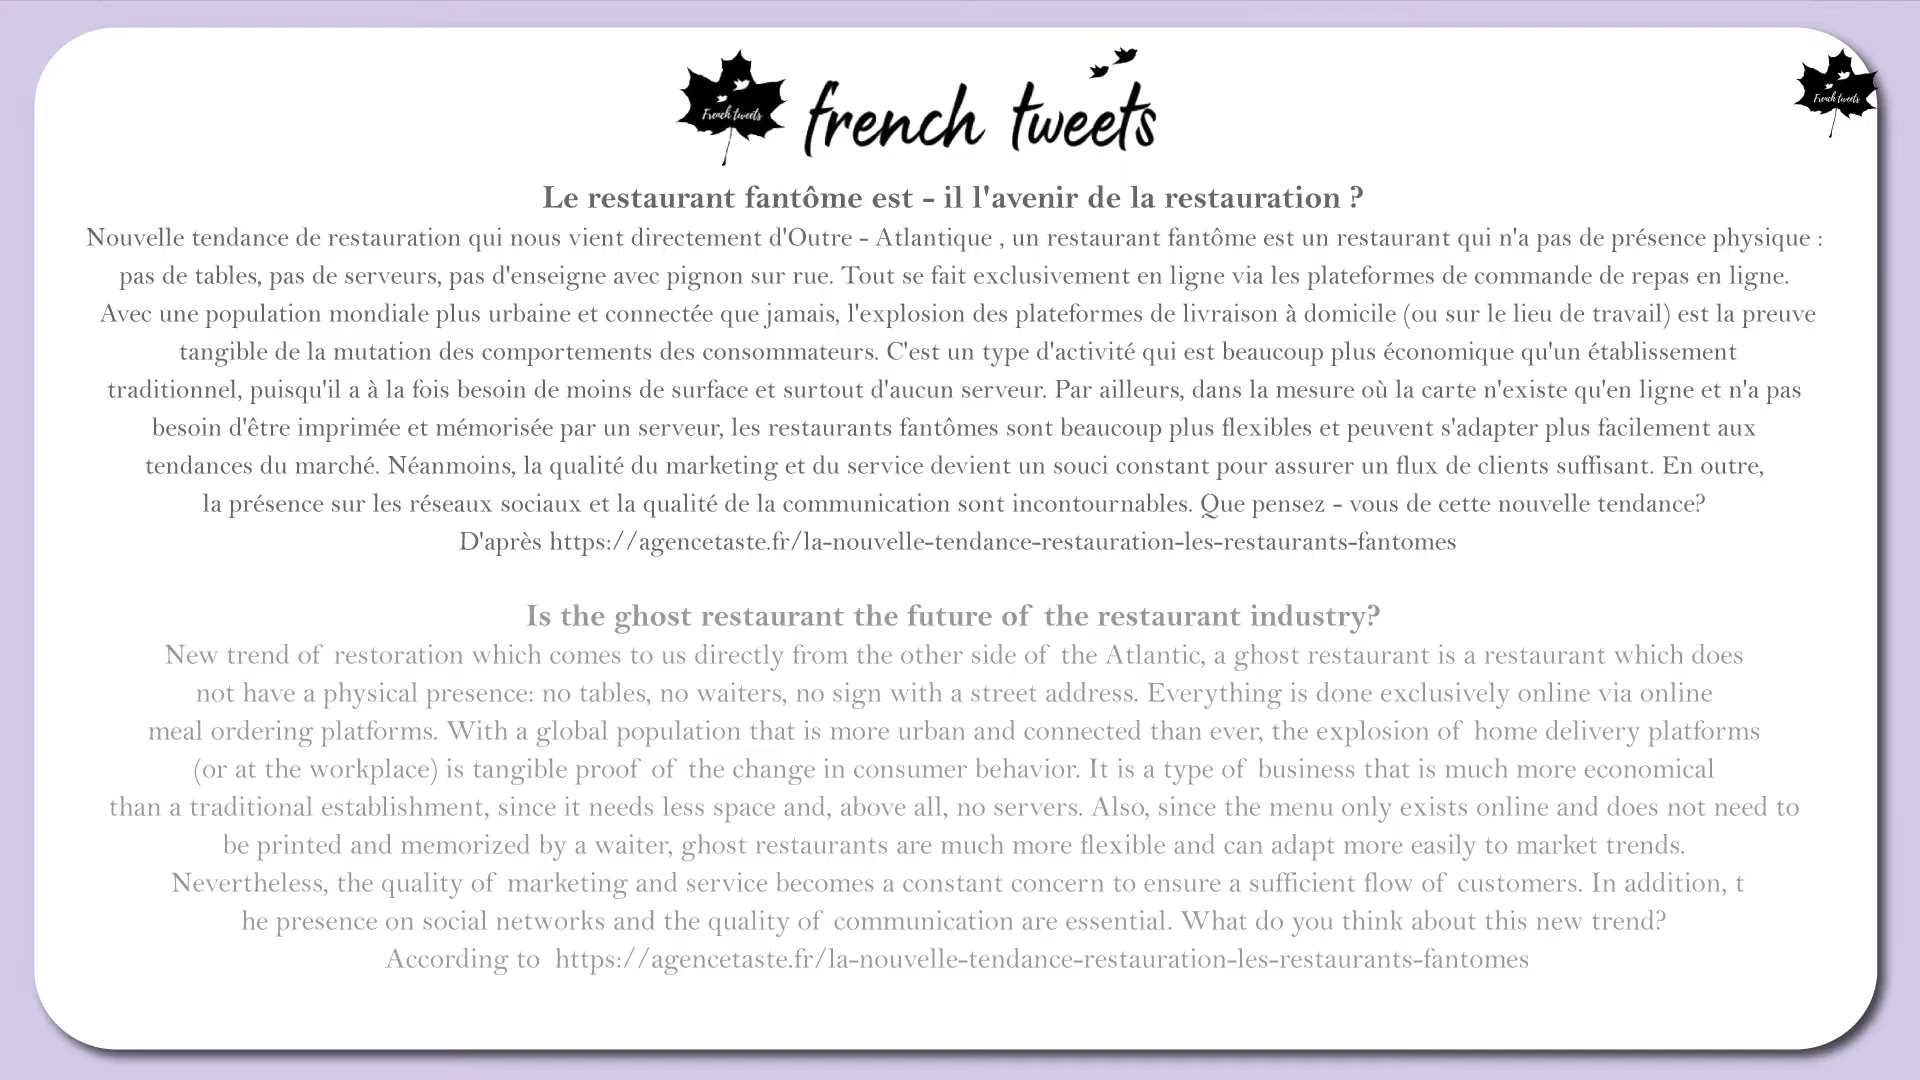 French tweets
french tweets
French tweets
Le restaurant fantôme est - il l'avenir de la restauration ?
Nouvelle tendance de restauration qui nous vient directement d'Outre - Atlantique , un restaurant fantôme est un restaurant qui n'a pas de présence physique :
pas de tables, pas de serveurs, pas d'enseigne avec pignon sur rue. Tout se fait exclusivement en ligne via les plateformes de commande de repas en ligne.
Avec une population mondiale plus urbaine et connectée que jamais, l'explosion des plateformes de livraison à domicile (ou sur le lieu de travail) est la preuve
tangible de la mutation des comportements des consommateurs. C'est un type d'activité qui est beaucoup plus économique qu'un établissement
traditionnel, puisqu'il a à la fois besoin de moins de surface et surtout d'aucun serveur. Par ailleurs, dans la mesure où la carte n'existe qu'en ligne et n'a pas
besoin d'être imprimée et mémorisée par un serveur, les restaurants fantômes sont beaucoup plus flexibles et peuvent s'adapter plus facilement aux
tendances du marché. Néanmoins, la qualité du marketing et du service devient un souci constant pour assurer un flux de clients suffisant. En outre,
la présence sur les réseaux sociaux et la qualité de la communication sont incontournables. Que pensez - vous de cette nouvelle tendance?
D'après https://agencetaste.fr/la-nouvelle-tendance-restauration-les-restaurants-fantomes
Is the ghost restaurant the future of the restaurant industry?
New trend of restoration which comes to us directly from the other side of the Atlantic, a ghost restaurant is a restaurant which does
not have a physical presence: no tables, no waiters, no sign with a street address. Everything is done exclusively online via online
meal ordering platforms. With a global population that is more urban and connected than ever, the explosion of home delivery platforms
(or at the workplace) is tangible proof of the change in consumer behavior. It is a type of business that is much more economical
than a traditional establishment, since it needs less space and, above all, no servers. Also, since the menu only exists online and does not need to
be printed and memorized by a waiter, ghost restaurants are much more flexible and can adapt more easily to market trends.
Nevertheless, the quality of marketing and service becomes a constant concern to ensure a sufficient flow of customers. In addition, t
he presence on social networks and the quality of communication are essential. What do you think about this new trend?
According to https://agencetaste.fr/la-nouvelle-tendance-restauration-les-restaurants-fantomes